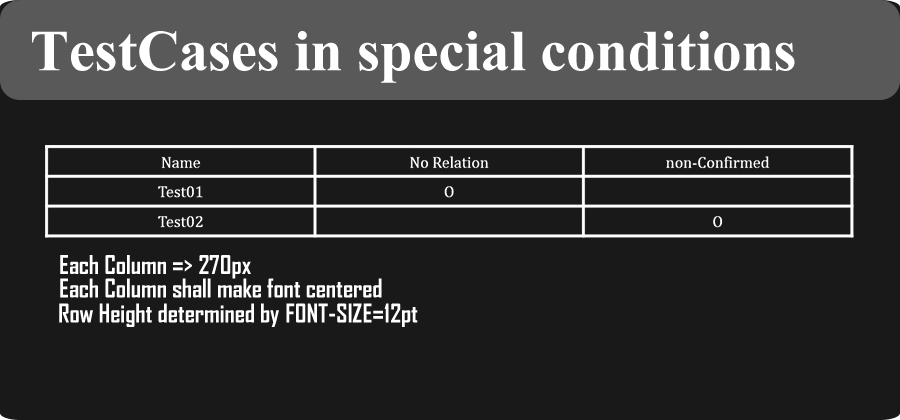 TestCases in special conditions
Name No Relation non-Confirmed
Test01 O
Test02 O
Each Column => 270px
Each Column shall make font centered
Row Height determined by FONT-SIZE=12pt